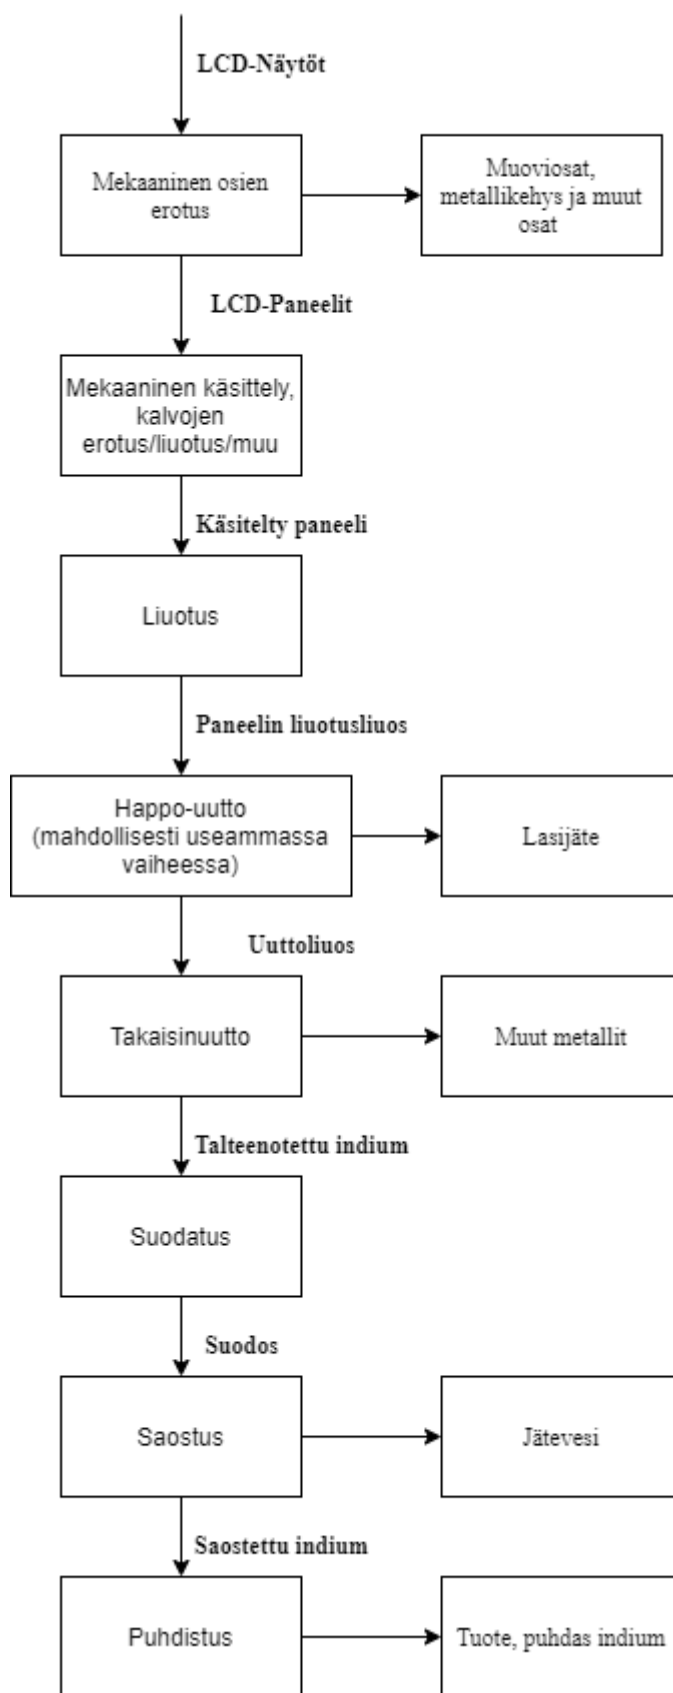 LCD-Näytöt
Mekaaninen osien
erotus
Muoviosat,
metallikehys ja muut
osat
LCD-Paneelit
Mekaaninen käsittely,
kalvojen
erotus/liuotus/muu
Käsitelty paneeli
Liuotus
Paneelin liuotusliuos
Happo-uutto
(mahdollisesti useammassa
vaiheessa)
Lasijäte
Uuttoliuos
Takaisinuutto
Muut metallit
Talteenotettu indium
Suodatus
Suodos
Saostus
Jätevesi
Saostettu indium
Puhdistus
Tuote, puhdas indium